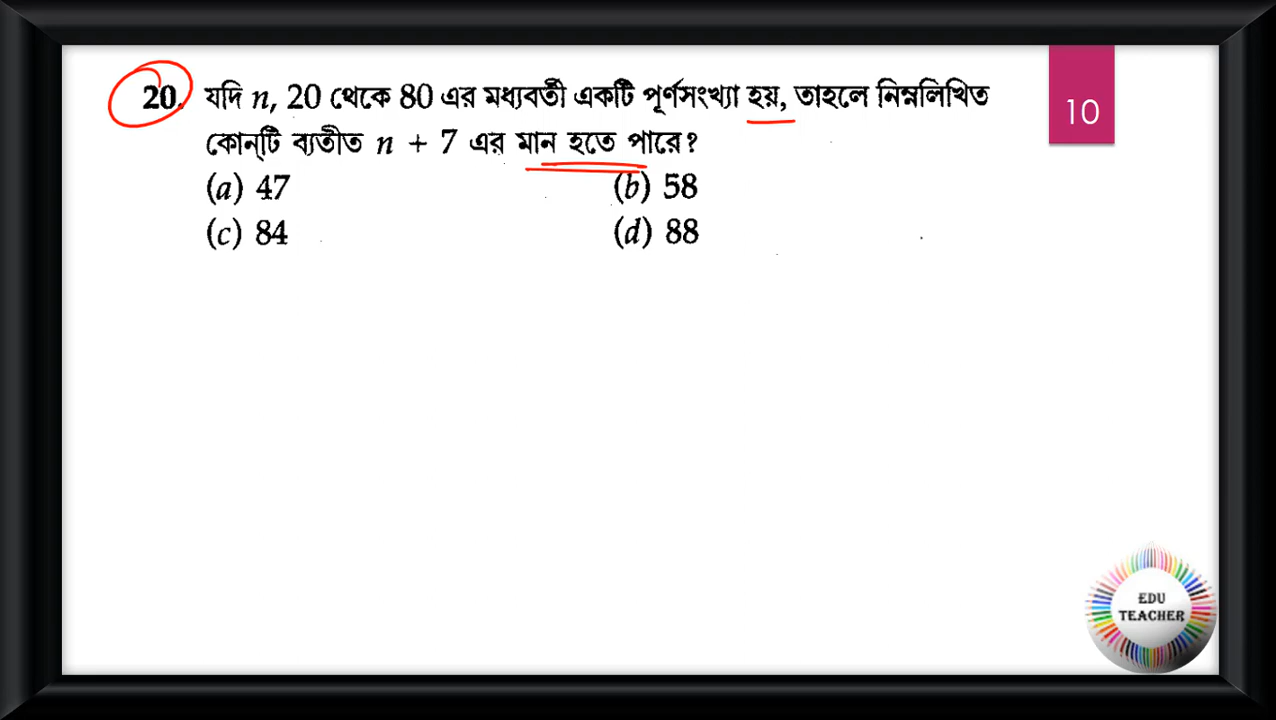 10
20. যদি n, 20 থেকে 80 এর মধ্যবর্তী একটি পূর্ণসংখ্যা হয়, তাহলে নিম্নলিখিত
কোন্‌টি ব্যতীত n + 7 এর মান হতে পারে?
(a) 47 (b) 58
(c) 84 (d) 88
EDU
TEACHER